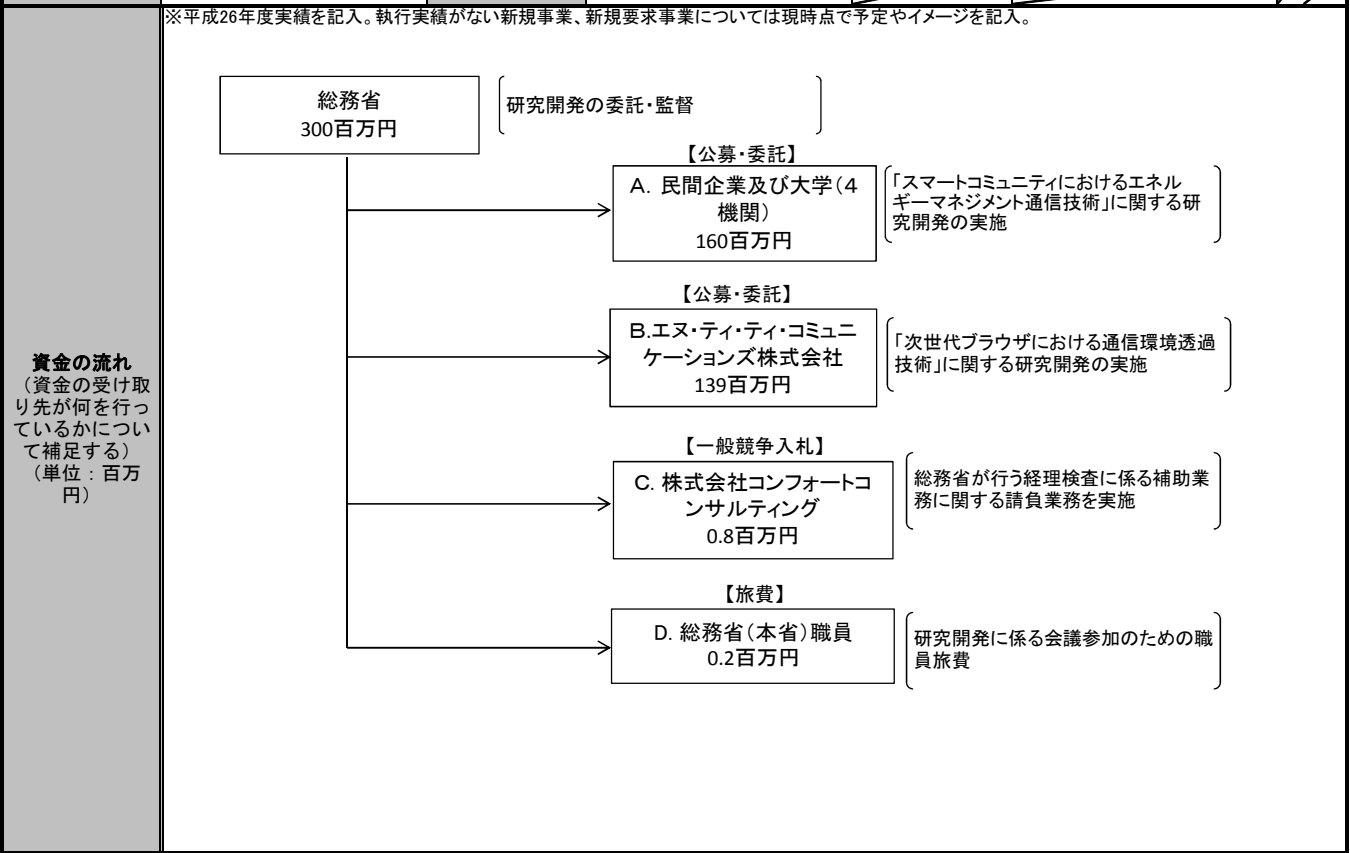 ※平成26年度実績を記入。執行実績がない新規事業、新規要求事業については現時点で予定やイメージを記入。
総務省
300百万円
研究開発の委託・監督
【公募・委託】
A. 民間企業及び大学（4
機関）
160百万円
「スマートコミュニティにおけるエネル
ギーマネジメント通信技術」に関する研
究開発の実施
【公募・委託】
B.エヌ・ティ・ティ・コミュニ
ケーションズ株式会社
139百万円
「次世代ブラウザにおける通信環境透過
技術」に関する研究開発の実施
資金の流れ
（資金の受け取
り先が何を行っ
ているかについ
て補足する）
（単位：百万
円）
【一般競争入札】
C. 株式会社コンフォートコ
ンサルティング
0.8百万円
総務省が行う経理検査に係る補助業
務に関する請負業務を実施
【旅費】
D. 総務省（本省）職員
0.2百万円
研究開発に係る会議参加のための職
員旅費